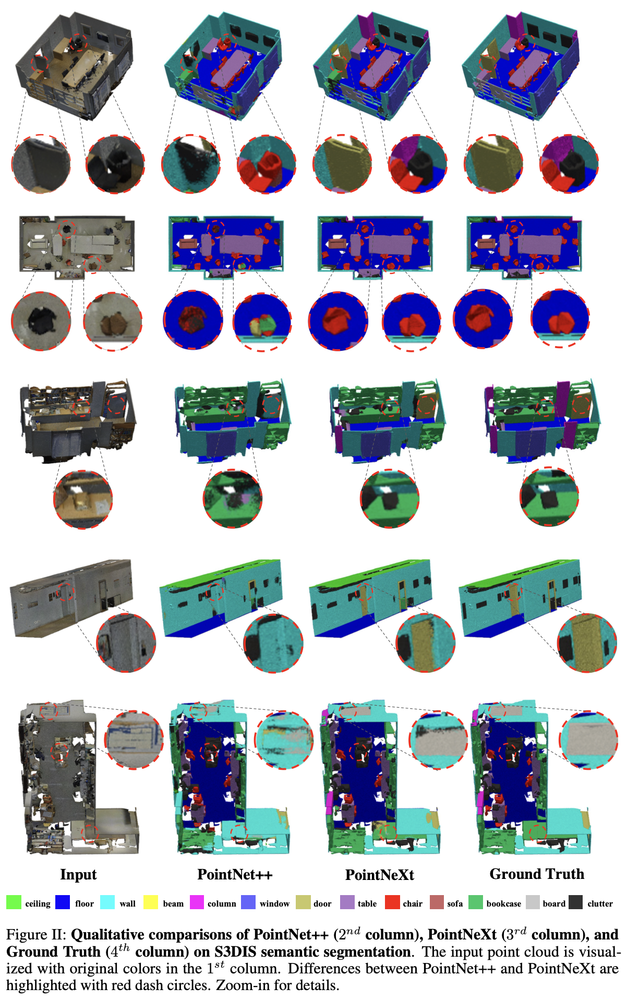 Input PointNet++ PointNeXt Ground Truth
ceiling floor wall beam column window door table chair sofa bookcase board clutter
Figure II: Qualitative comparisons of PointNet++ (2nd column), PointNeXt (3rd column), and
Ground Truth (4th column) on S3DIS semantic segmentation. The input point cloud is visual-
ized with original colors in the 1st column. Differences between PointNet++ and PointNeXt are
highlighted with red dash circles. Zoom-in for details.